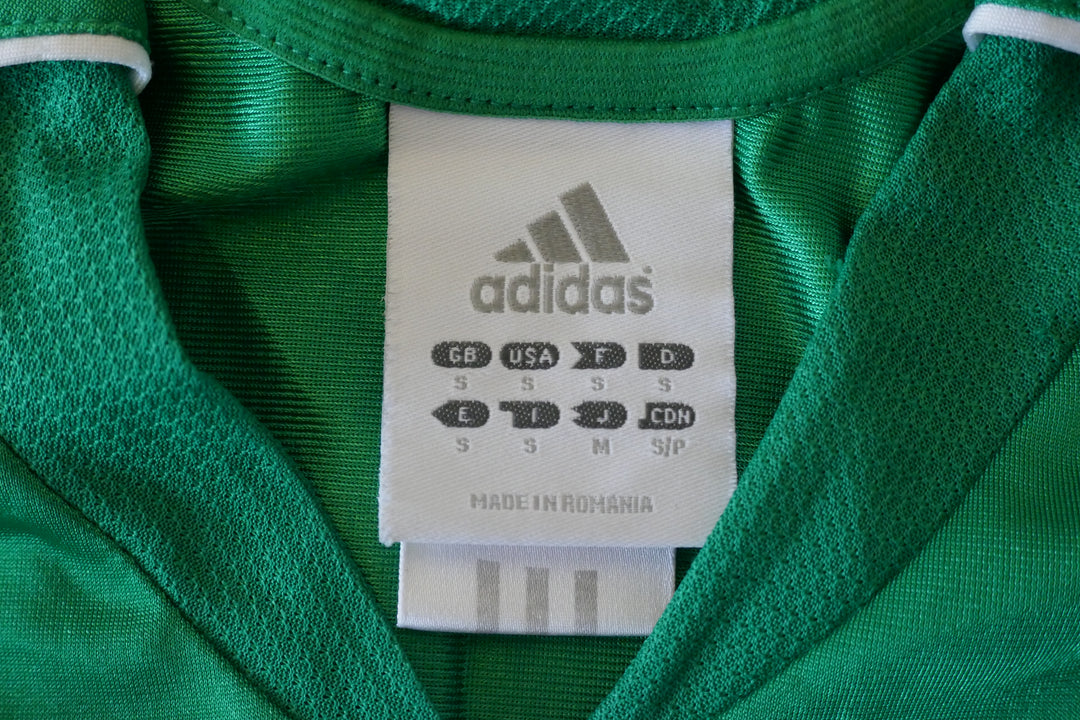 adidas
GB USA F D
S S S S
E I J CDN
S S M S/P
MADE IN ROMANIA